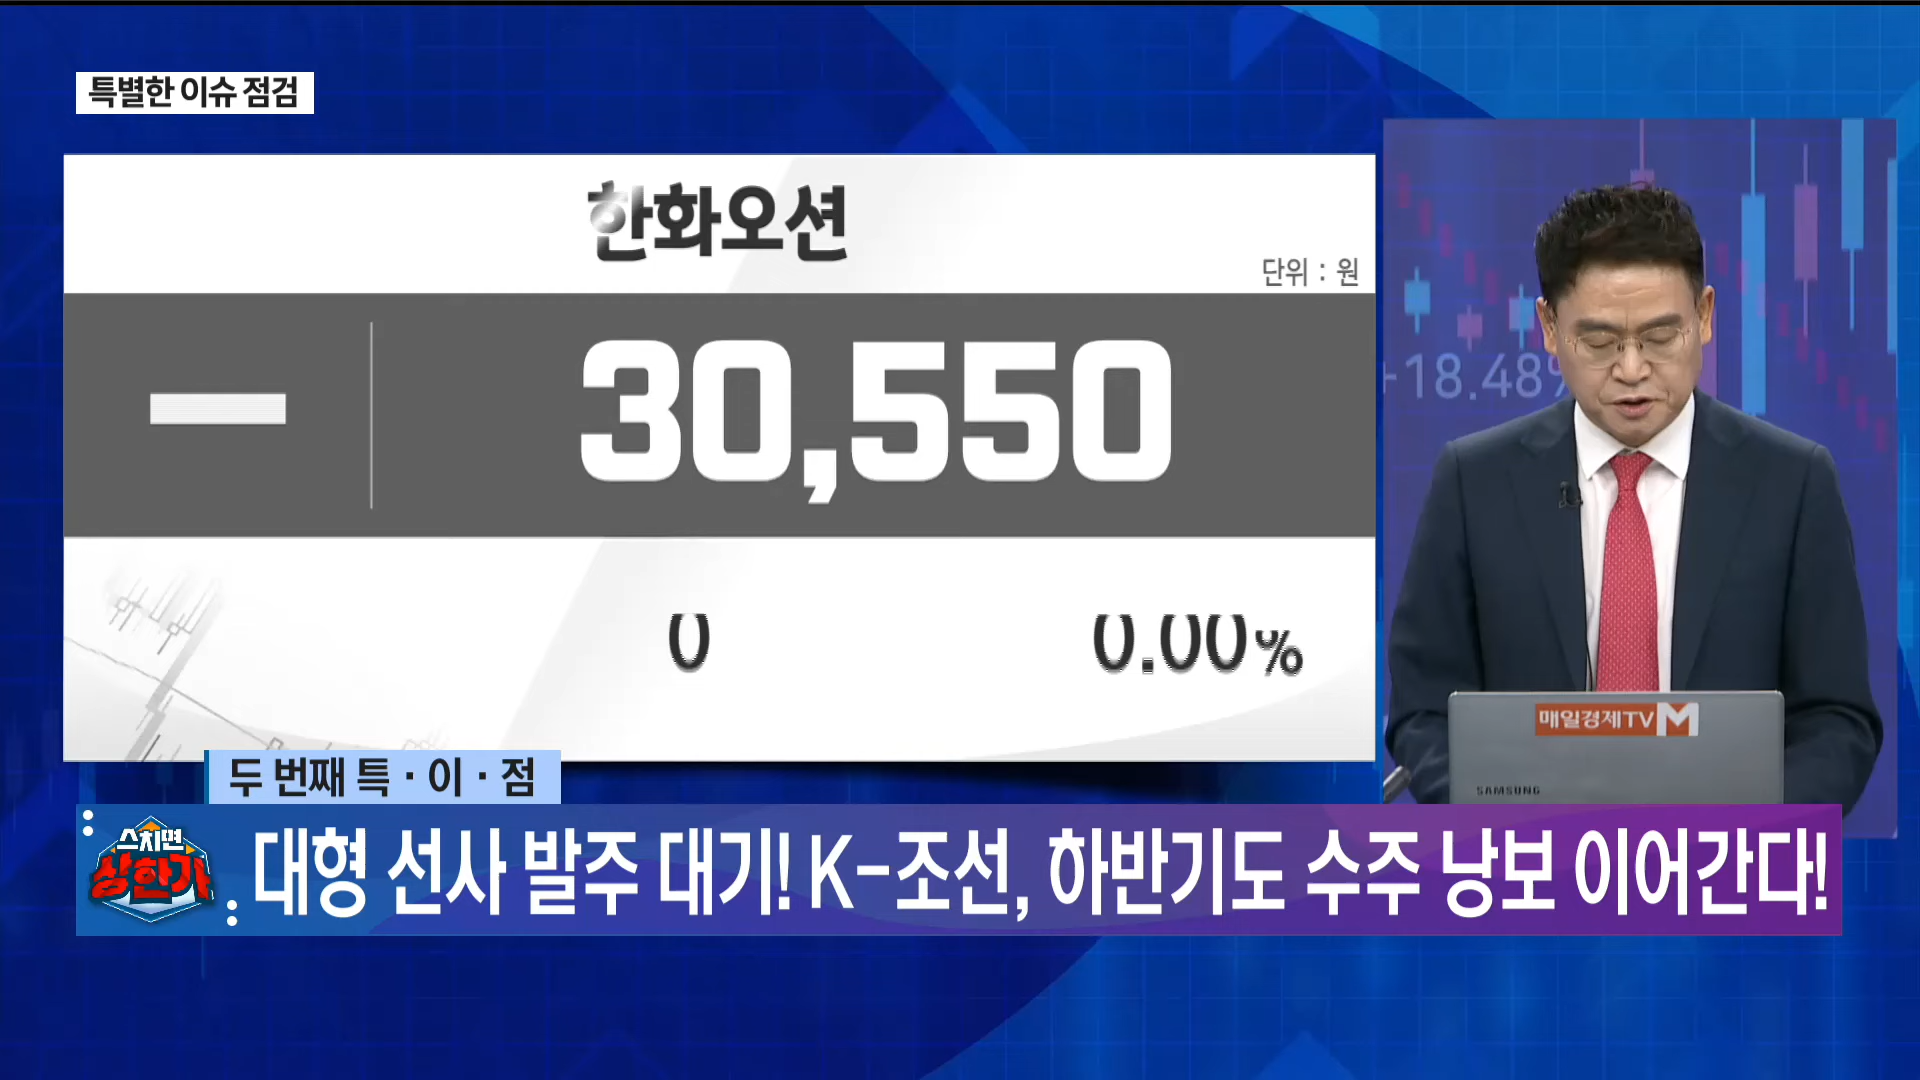 특별한 이슈 점검
한화오션
단위 : 원
30,550
0 0.00%
+18.48%
매일경제TV M
SAMSUNG
두 번째 특·이·점
스치면
상한가
대형 선사 발주 대기! K-조선, 하반기도 수주 낭보 이어간다!